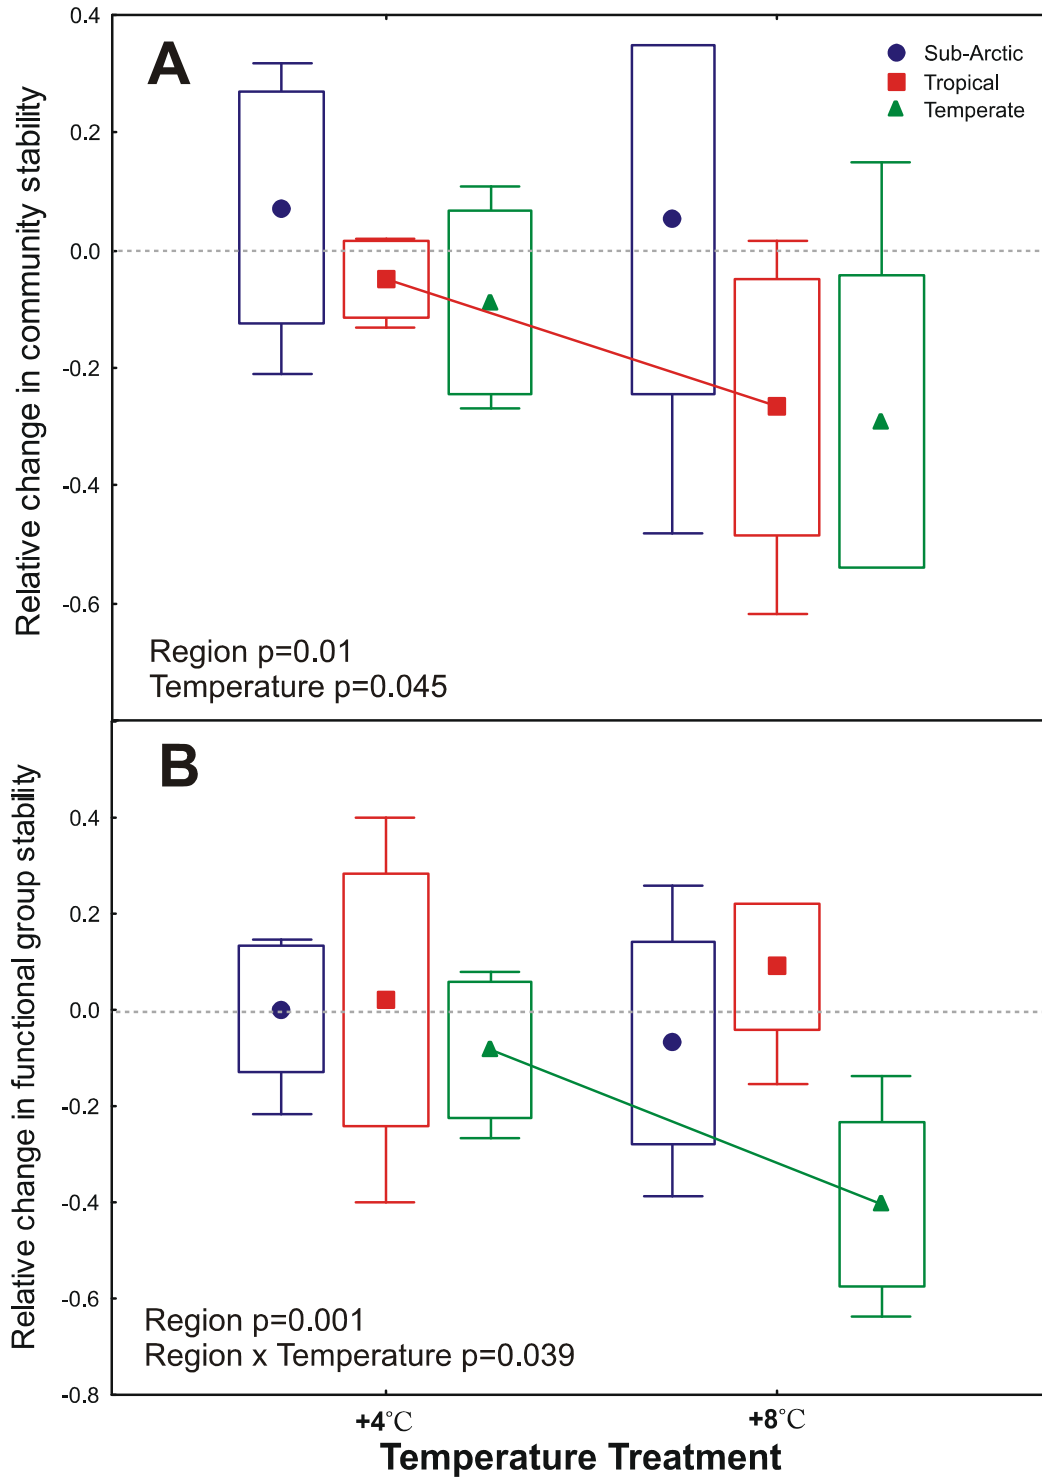 A
Sub-Arctic
Tropical
Temperate
Relative change in community stability
0.4
0.2
0.0
-0.2
-0.4
-0.6
Region p=0.01
Temperature p=0.045
B
Relative change in functional group stability
0.4
0.2
0.0
-0.2
-0.4
-0.6
-0.8
Region p=0.001
Region x Temperature p=0.039
+4°C
+8°C
Temperature Treatment